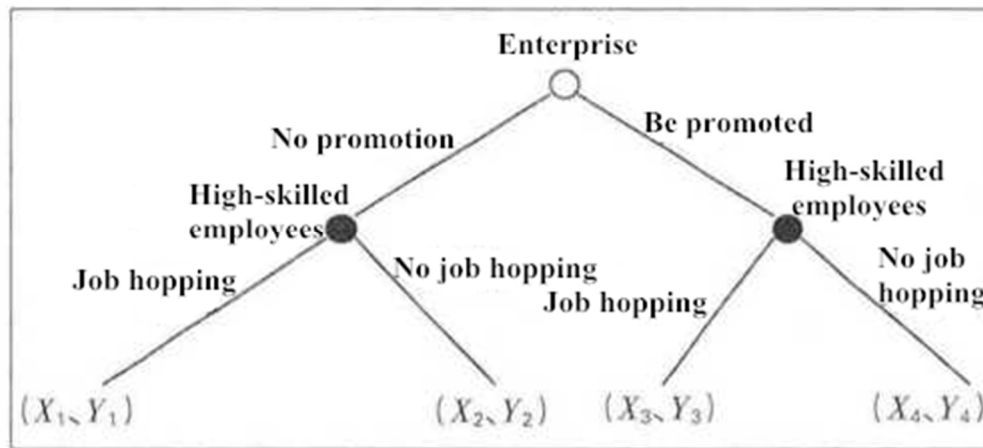 Enterprise
No promotion
Be promoted
High-skilled
employees
High-skilled
employees
Job hopping
No job hopping
Job hopping
No job
hopping
(X₁、Y₁)
(X₂、Y₂)
(X₃、Y₃)
(X₄、Y₄)